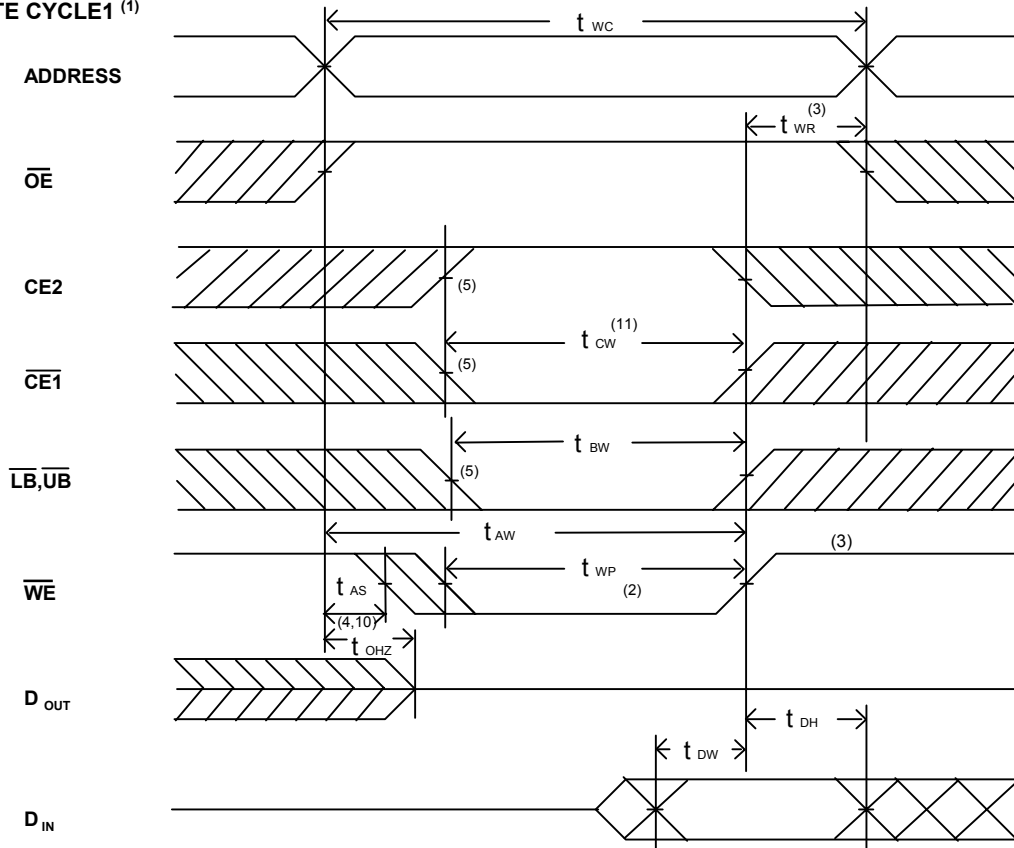 TE CYCLE1 (1)
t WC
ADDRESS
t WR (3)
OE
CE2
(5)
t CW (11)
CE1
(5)
t BW
LB,UB
(5)
t AW
(3)
WE
t AS
t WP
(2)
(4,10)
t OHZ
D OUT
t DH
t DW
D IN